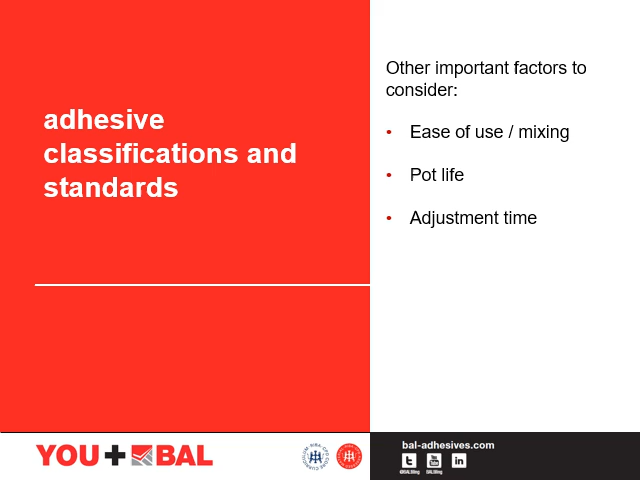 adhesive
classifications and
standards
Other important factors to
consider:
• Ease of use / mixing
• Pot life
• Adjustment time
YOU+BAL
bal-adhesives.com